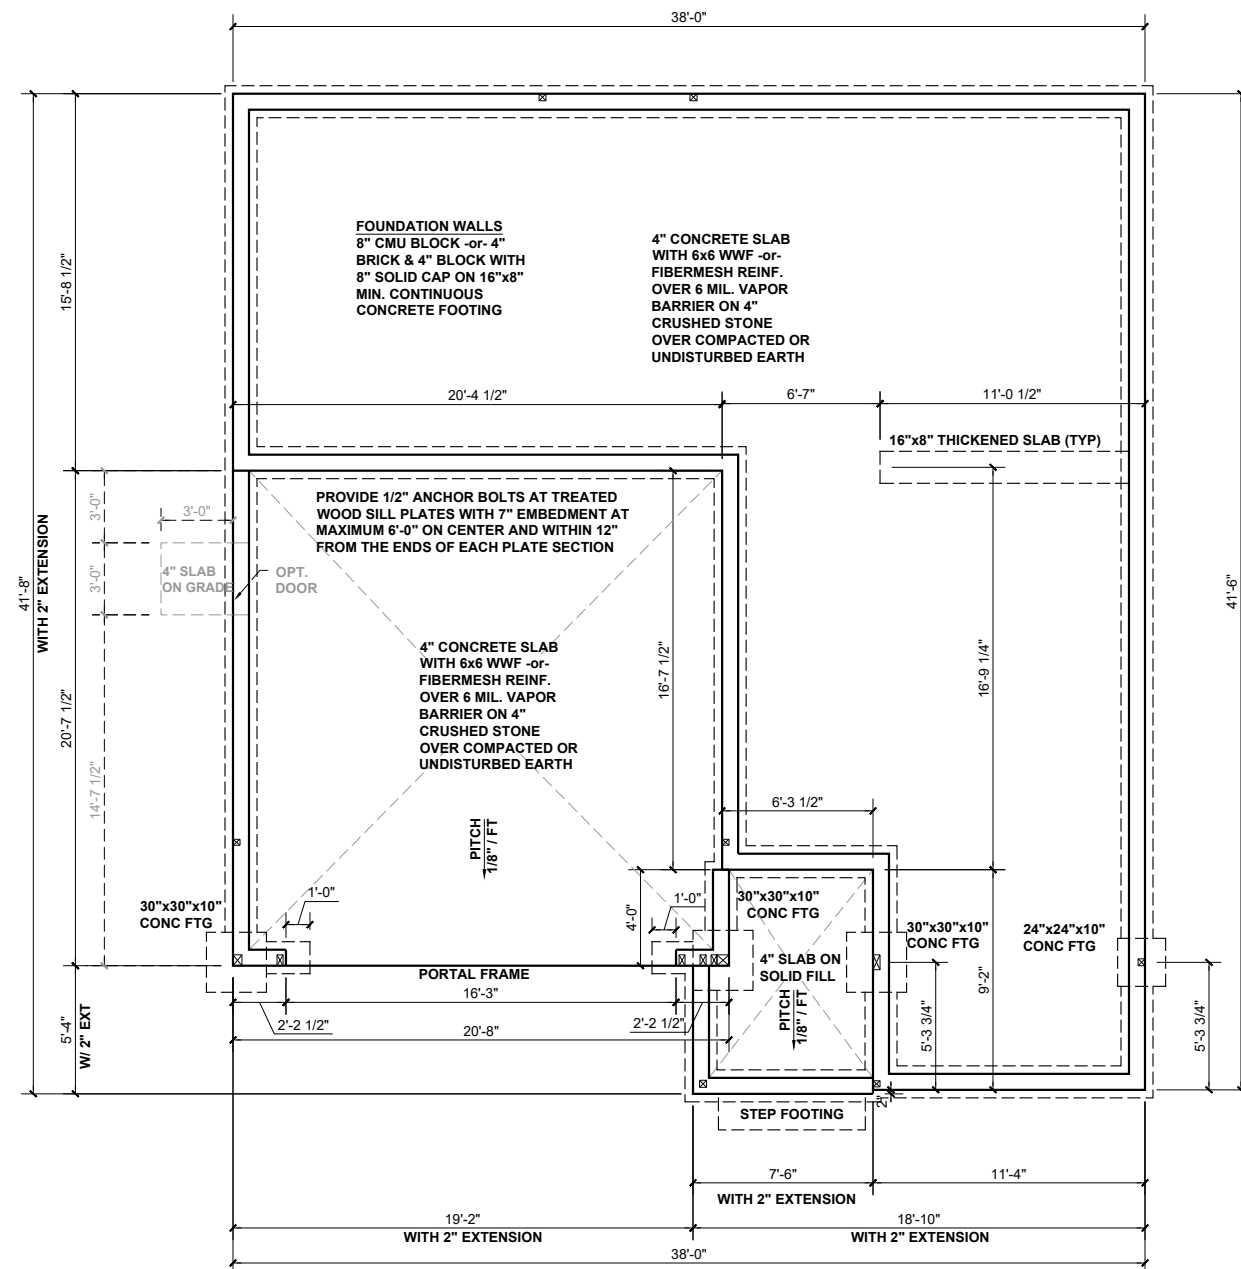 38'-0"
FOUNDATION WALLS
8" CMU BLOCK -or- 4"
BRICK & 4" BLOCK WITH
8" SOLID CAP ON 16"x8"
MIN. CONTINUOUS
CONCRETE FOOTING
4" CONCRETE SLAB
WITH 6x6 WWF -or-
FIBERMESH REINF.
OVER 6 MIL. VAPOR
BARRIER ON 4"
CRUSHED STONE
OVER COMPACTED OR
UNDISTURBED EARTH
15'-8 1/2"
20'-4 1/2"
6'-7"
11'-0 1/2"
16"x8" THICKENED SLAB (TYP)
PROVIDE 1/2" ANCHOR BOLTS AT TREATED
WOOD SILL PLATES WITH 7" EMBEDMENT AT
MAXIMUM 6'-0" ON CENTER AND WITHIN 12"
FROM THE ENDS OF EACH PLATE SECTION
3'-0"
3'-0"
3'-0"
4" SLAB
ON GRADE
OPT.
DOOR
41'-8"
WITH 2" EXTENSION
41'-6"
4" CONCRETE SLAB
WITH 6x6 WWF -or-
FIBERMESH REINF.
OVER 6 MIL. VAPOR
BARRIER ON 4"
CRUSHED STONE
OVER COMPACTED OR
UNDISTURBED EARTH
16'-7 1/2"
16'-9 1/4"
20'-7 1/2"
14'-7 1/2"
6'-3 1/2"
PITCH
1/8" / FT
30"x30"x10"
CONC FTG
1'-0"
1'-0"
4'-0"
30"x30"x10"
CONC FTG
30"x30"x10"
CONC FTG
24"x24"x10"
CONC FTG
4" SLAB ON
SOLID FILL
PITCH
1/8" / FT
PORTAL FRAME
16'-3"
2'-2 1/2"
2'-2 1/2"
20'-8"
9'-2"
5'-3 3/4"
5'-3 3/4"
5'-4"
W/ 2" EXT
2"
STEP FOOTING
7'-6"
11'-4"
WITH 2" EXTENSION
19'-2"
18'-10"
WITH 2" EXTENSION
WITH 2" EXTENSION
38'-0"